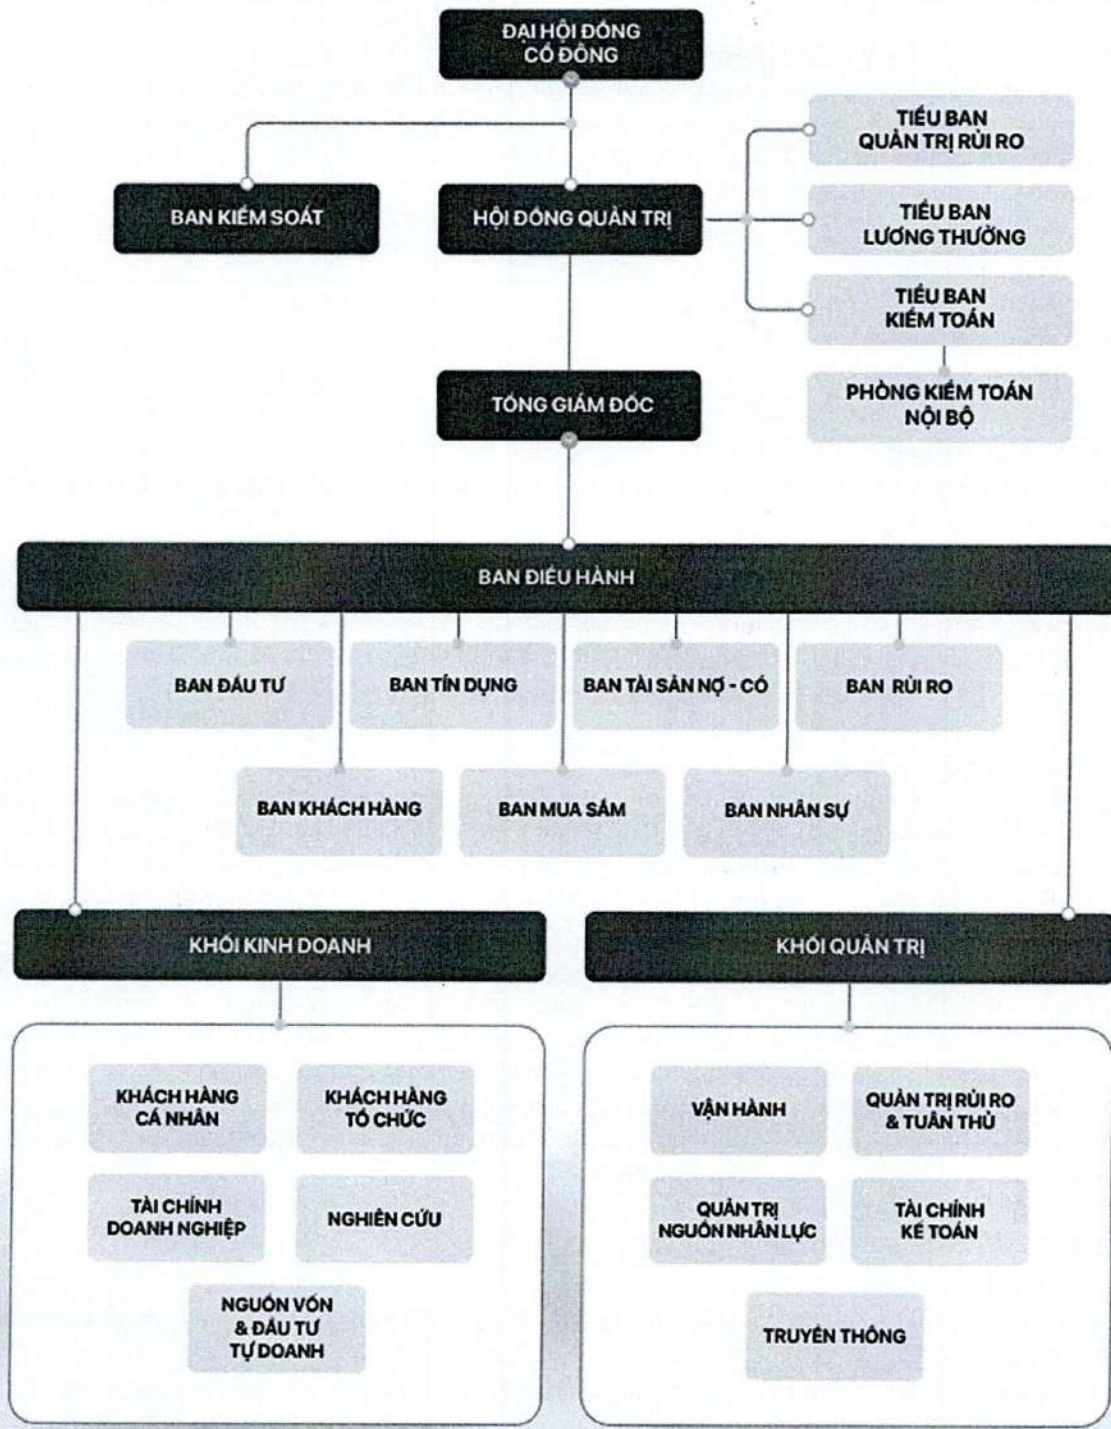 ĐẠI HỘI ĐỒNG
CỔ ĐÔNG
TIỂU BAN
QUẢN TRỊ RỦI RO
BAN KIỂM SOÁT
HỘI ĐỒNG QUẢN TRỊ
TIỂU BAN
LƯƠNG THƯỞNG
TIỂU BAN
KIỂM TOÁN
TỔNG GIÁM ĐỐC
PHÒNG KIỂM TOÁN
NỘI BỘ
BAN ĐIỀU HÀNH
BAN ĐẦU TƯ
BAN TÍN DỤNG
BAN TÀI SẢN NỢ - CÓ
BAN RỦI RO
BAN KHÁCH HÀNG
BAN MUA SẮM
BAN NHÂN SỰ
KHỐI KINH DOANH
KHỐI QUẢN TRỊ
KHÁCH HÀNG
CÁ NHÂN
KHÁCH HÀNG
TỔ CHỨC
TÀI CHÍNH
DOANH NGHIỆP
NGHIÊN CỨU
NGUỒN VỐN
& ĐẦU TƯ
TỰ DOANH
VẬN HÀNH
QUẢN TRỊ RỦI RO
& TUÂN THỦ
QUẢN TRỊ
NGUỒN NHÂN LỰC
TÀI CHÍNH
KẾ TOÁN
TRUYỀN THÔNG